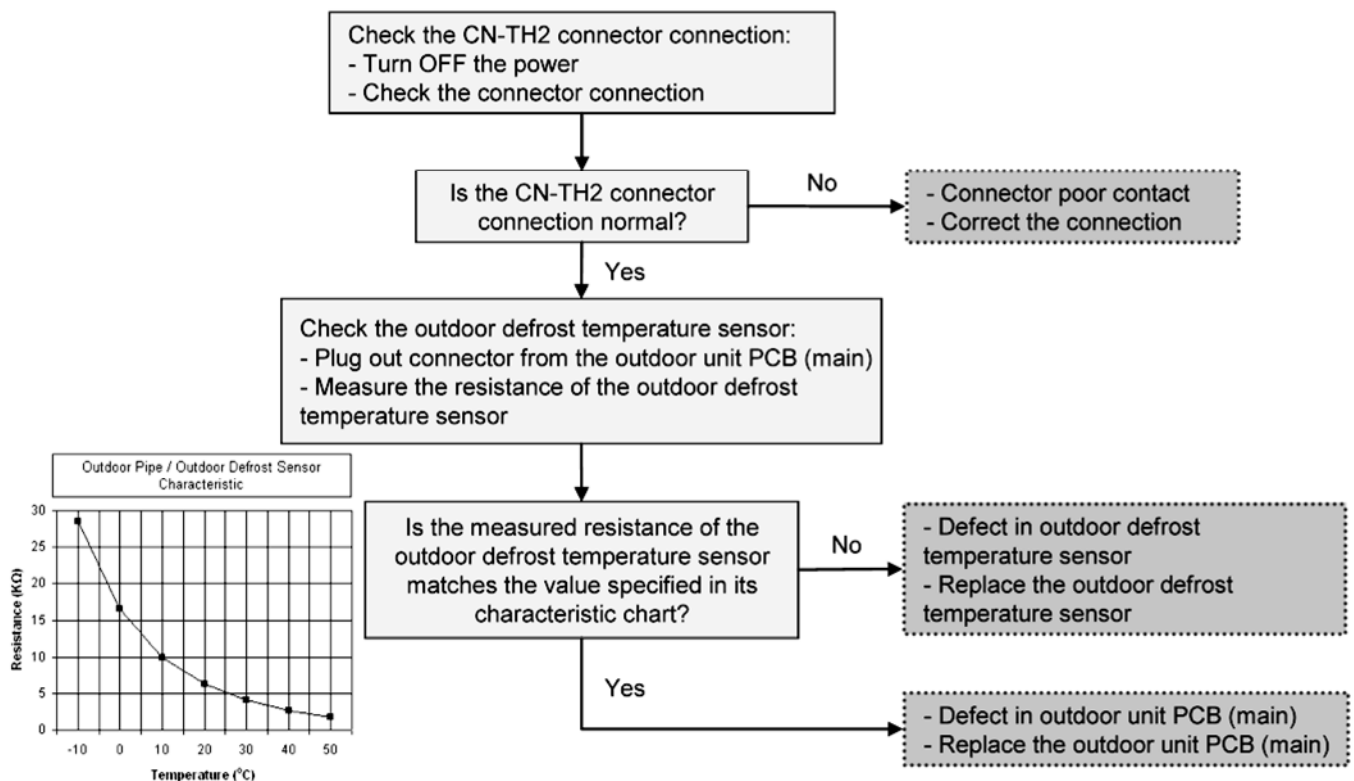 Check the CN-TH2 connector connection:
- Turn OFF the power
- Check the connector connection
Is the CN-TH2 connector
connection normal?
No
- Connector poor contact
- Correct the connection
Yes
Check the outdoor defrost temperature sensor:
- Plug out connector from the outdoor unit PCB (main)
- Measure the resistance of the outdoor defrost
temperature sensor
Outdoor Pipe / Outdoor Defrost Sensor
Characteristic
Resistance (KΩ)
30
25
20
15
10
5
0
-10 0 10 20 30 40 50
Temperature (°C)
Is the measured resistance of the
outdoor defrost temperature sensor
matches the value specified in its
characteristic chart?
No
- Defect in outdoor defrost
temperature sensor
- Replace the outdoor defrost
temperature sensor
Yes
- Defect in outdoor unit PCB (main)
- Replace the outdoor unit PCB (main)